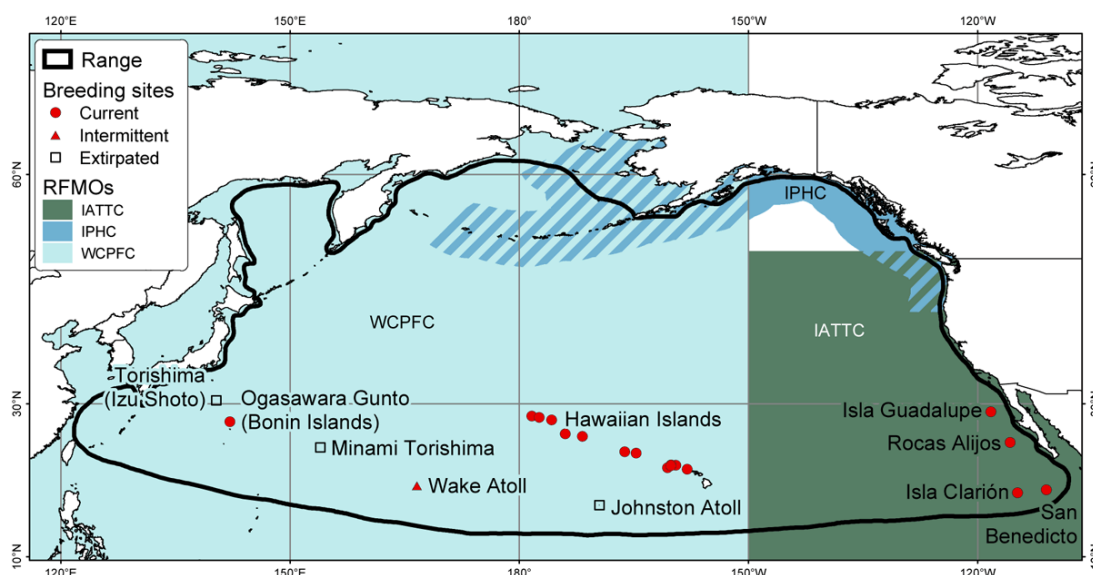 120°E
150°E
180°
150°W
120°W
Range
Breeding sites
Current
Intermittent
Extirpated
RFMOs
IATTC
IPHC
WCPFC
60°N
IPHC
WCPFC
IATTC
Torishima
(Izu Shoto)
30°N
Ogasawara Gunto
(Bonin Islands)
Hawaiian Islands
Isla Guadalupe
Minami Torishima
Rocas Alijos
Wake Atoll
Isla Clarión
Johnston Atoll
San
Benedicto
10°N
120°E
150°E
180°
150°W
120°W